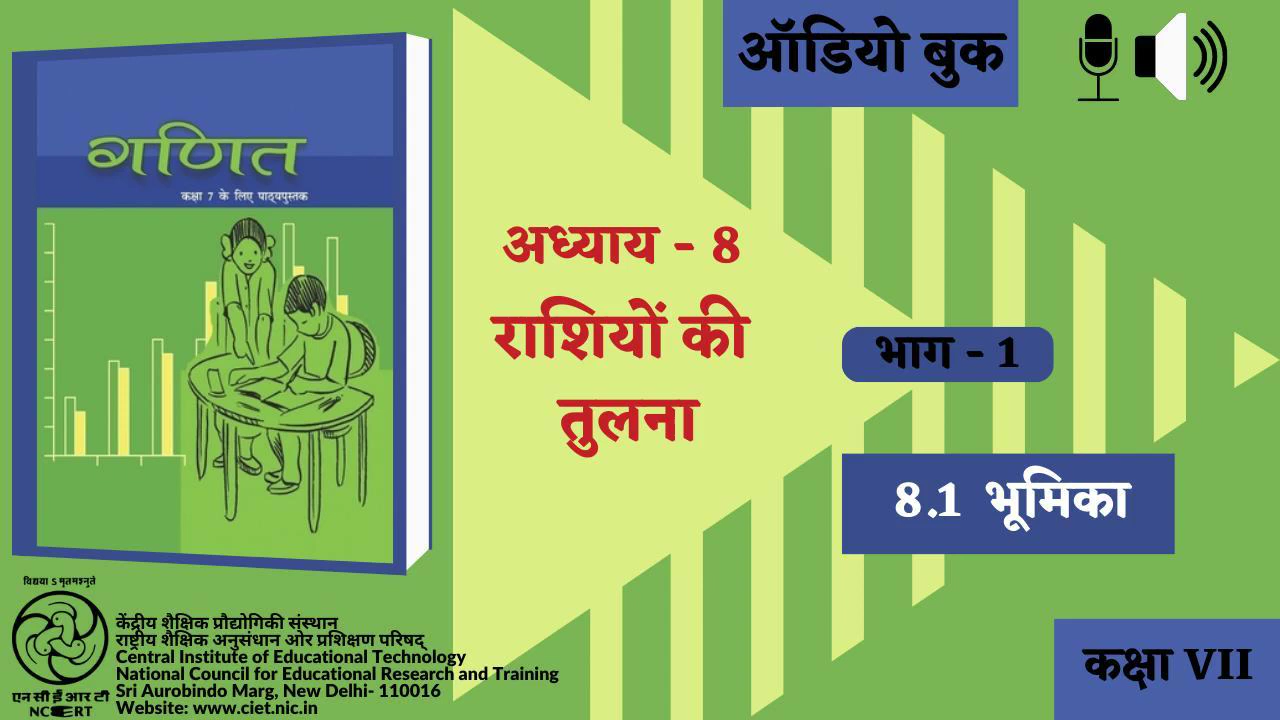 ऑडियो बुक
गणित
कक्षा 7 के लिए पाठ्यपुस्तक
अध्याय - 8
राशियों की
तुलना
भाग - 1
8.1 भूमिका
विद्यया ऽ मृतमश्नुते
एन सी ई आर टी
NCERT
केंद्रीय शैक्षिक प्रौद्योगिकी संस्थान
राष्ट्रीय शैक्षिक अनुसंधान ओर प्रशिक्षण परिषद्
Central Institute of Educational Technology
National Council for Educational Research and Training
Sri Aurobindo Marg, New Delhi- 110016
Website: www.ciet.nic.in
कक्षा VII